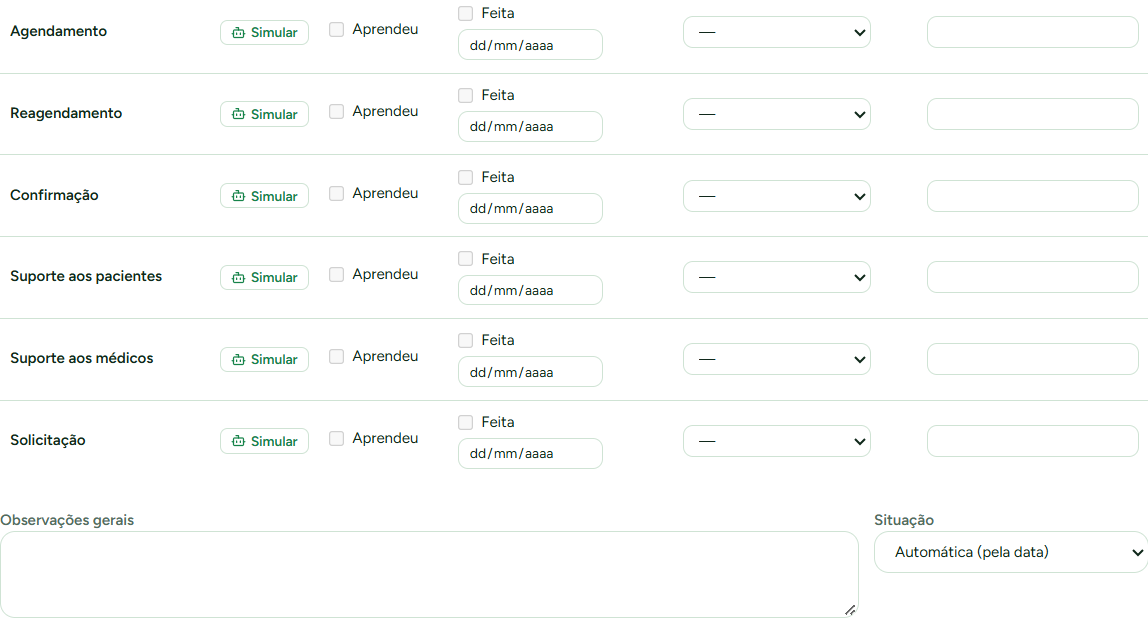 Agendamento Simular Aprendeu Feita
dd/mm/aaaa —
Reagendamento Simular Aprendeu Feita
dd/mm/aaaa —
Confirmação Simular Aprendeu Feita
dd/mm/aaaa —
Suporte aos pacientes Simular Aprendeu Feita
dd/mm/aaaa —
Suporte aos médicos Simular Aprendeu Feita
dd/mm/aaaa —
Solicitação Simular Aprendeu Feita
dd/mm/aaaa —
Observações gerais Situação
Automática (pela data)